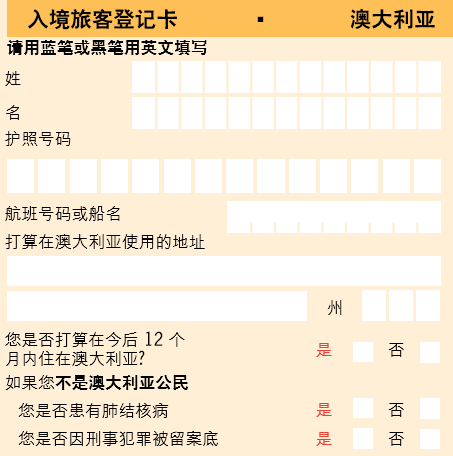 入境旅客登记卡 ▪ 澳大利亚
请用蓝笔或黑笔用英文填写
姓
名
护照号码
航班号码或船名
打算在澳大利亚使用的地址
州
您是否打算在今后 12 个
月内住在澳大利亚? 是 否
如果您不是澳大利亚公民
您是否患有肺结核病 是 否
您是否因刑事犯罪被留案底 是 否